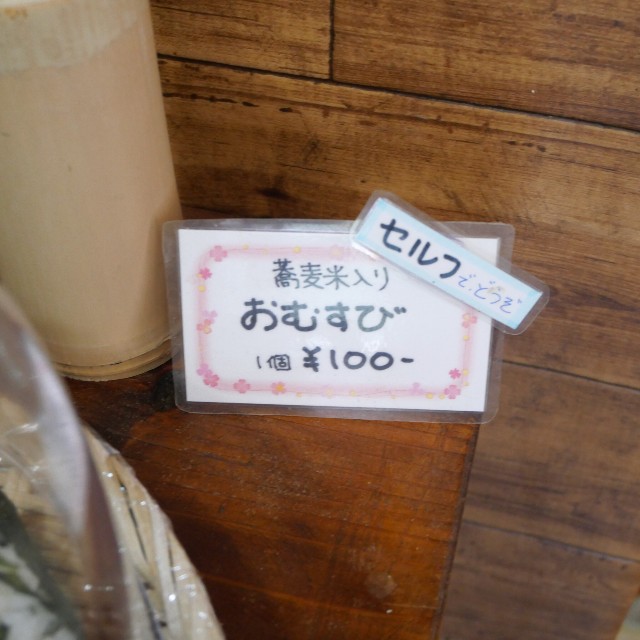 セルフ
でどうぞ
蕎麦米入り
おむすび
1個 ¥100-